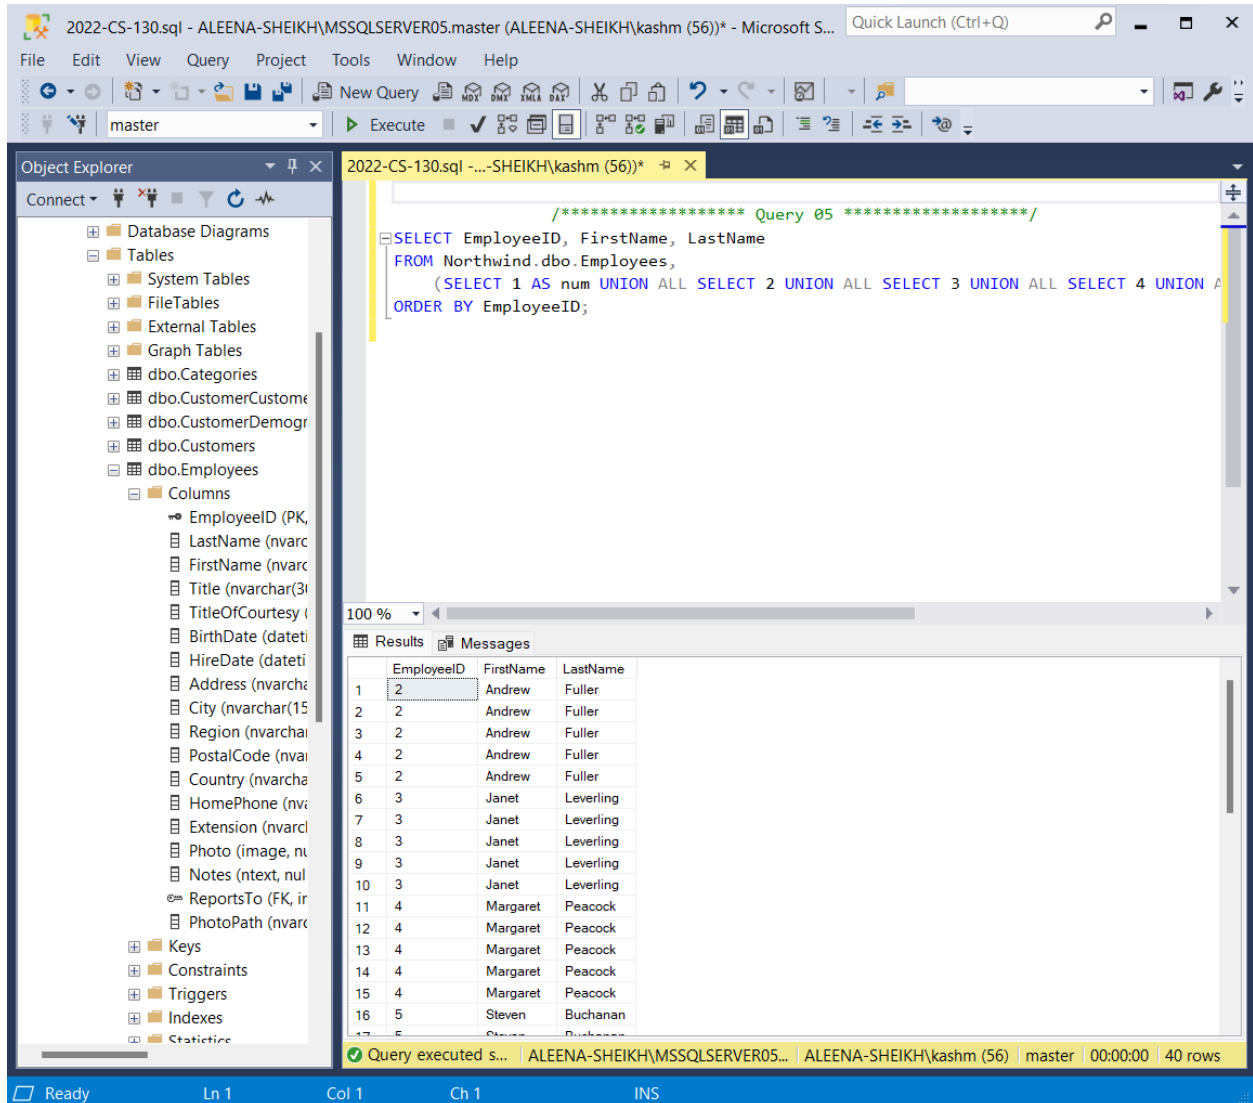 2022-CS-130.sql - ALEENA-SHEIKH\MSSQLSERVER05.master (ALEENA-SHEIKH\kashm (56))* - Microsoft S...
Quick Launch (Ctrl+Q)
File Edit View Query Project Tools Window Help
New Query MDX DMX XMLA DAX
master Execute
Object Explorer
2022-CS-130.sql -...-SHEIKH\kashm (56))*
Connect
Database Diagrams
Tables
System Tables
FileTables
External Tables
Graph Tables
dbo.Categories
dbo.CustomerCustome
dbo.CustomerDemogr
dbo.Customers
dbo.Employees
Columns
EmployeeID (PK,
LastName (nvarc
FirstName (nvarc
Title (nvarchar(3
TitleOfCourtesy (
BirthDate (dateti
HireDate (dateti
Address (nvarcha
City (nvarchar(15
Region (nvarchar
PostalCode (nvar
Country (nvarcha
HomePhone (nva
Extension (nvarcl
Photo (image, nu
Notes (ntext, nul
ReportsTo (FK, ir
PhotoPath (nvarc
Keys
Constraints
Triggers
Indexes
Statistics
/******************* Query 05 *******************/
SELECT EmployeeID, FirstName, LastName
FROM Northwind.dbo.Employees,
(SELECT 1 AS num UNION ALL SELECT 2 UNION ALL SELECT 3 UNION ALL SELECT 4 UNION A
ORDER BY EmployeeID;
100 %
Results Messages
EmployeeID FirstName LastName
1 2 Andrew Fuller
2 2 Andrew Fuller
3 2 Andrew Fuller
4 2 Andrew Fuller
5 2 Andrew Fuller
6 3 Janet Leverling
7 3 Janet Leverling
8 3 Janet Leverling
9 3 Janet Leverling
10 3 Janet Leverling
11 4 Margaret Peacock
12 4 Margaret Peacock
13 4 Margaret Peacock
14 4 Margaret Peacock
15 4 Margaret Peacock
16 5 Steven Buchanan
17 5 Steven Buchanan
Query executed s... ALEENA-SHEIKH\MSSQLSERVER05... ALEENA-SHEIKH\kashm (56) master 00:00:00 40 rows
Ready Ln 1 Col 1 Ch 1 INS